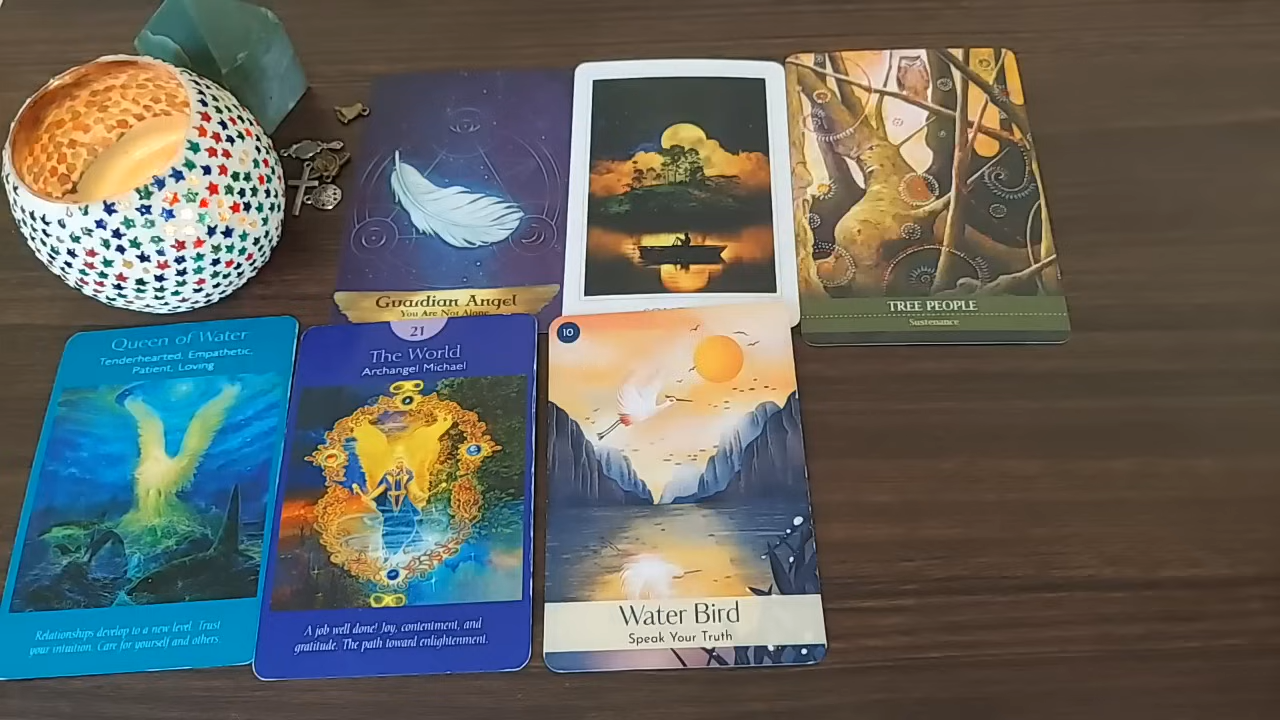 Guardian Angel
You Are Not Alone
TREE PEOPLE
Sustenance
Queen of Water
Tenderhearted, Empathetic,
Patient, Loving
Relationships develop to a new level. Trust
your intuition. Care for yourself and others.
21
The World
Archangel Michael
A job well done! Joy, contentment, and
gratitude. The path toward enlightenment.
10
Water Bird
Speak Your Truth